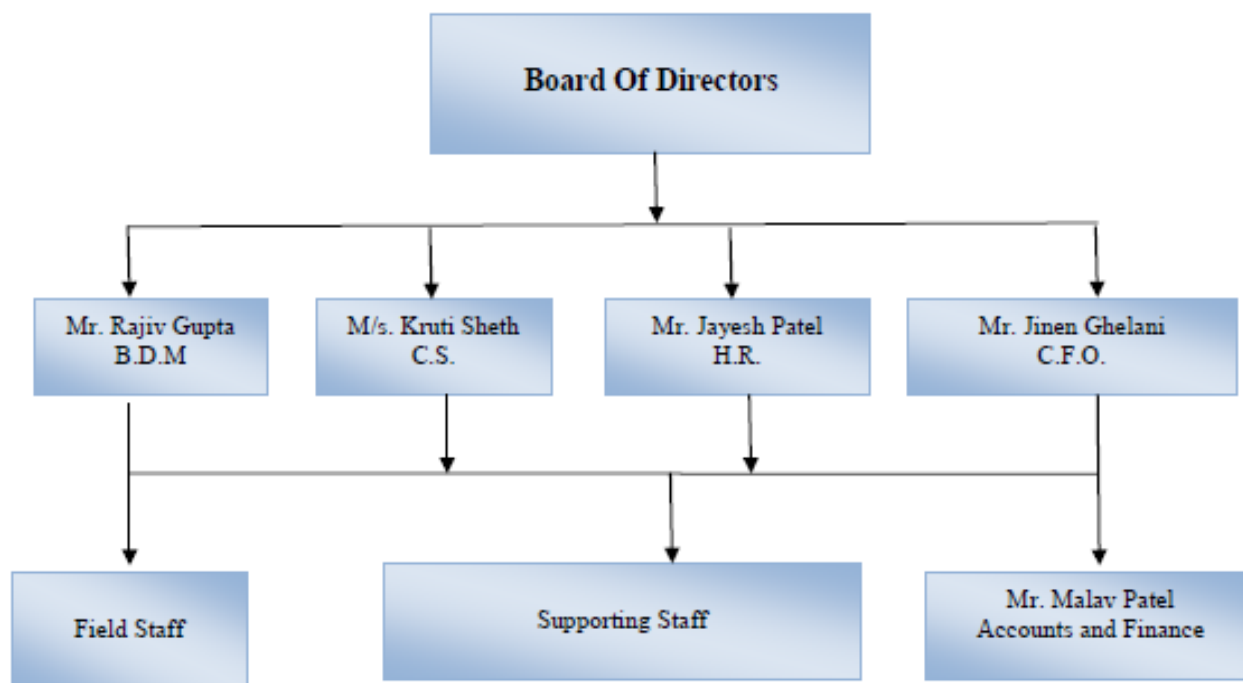 Board Of Directors
Mr. Rajiv Gupta
B.D.M
M/s. Kruti Sheth
C.S.
Mr. Jayesh Patel
H.R.
Mr. Jinen Ghelani
C.F.O.
Field Staff
Supporting Staff
Mr. Malav Patel
Accounts and Finance